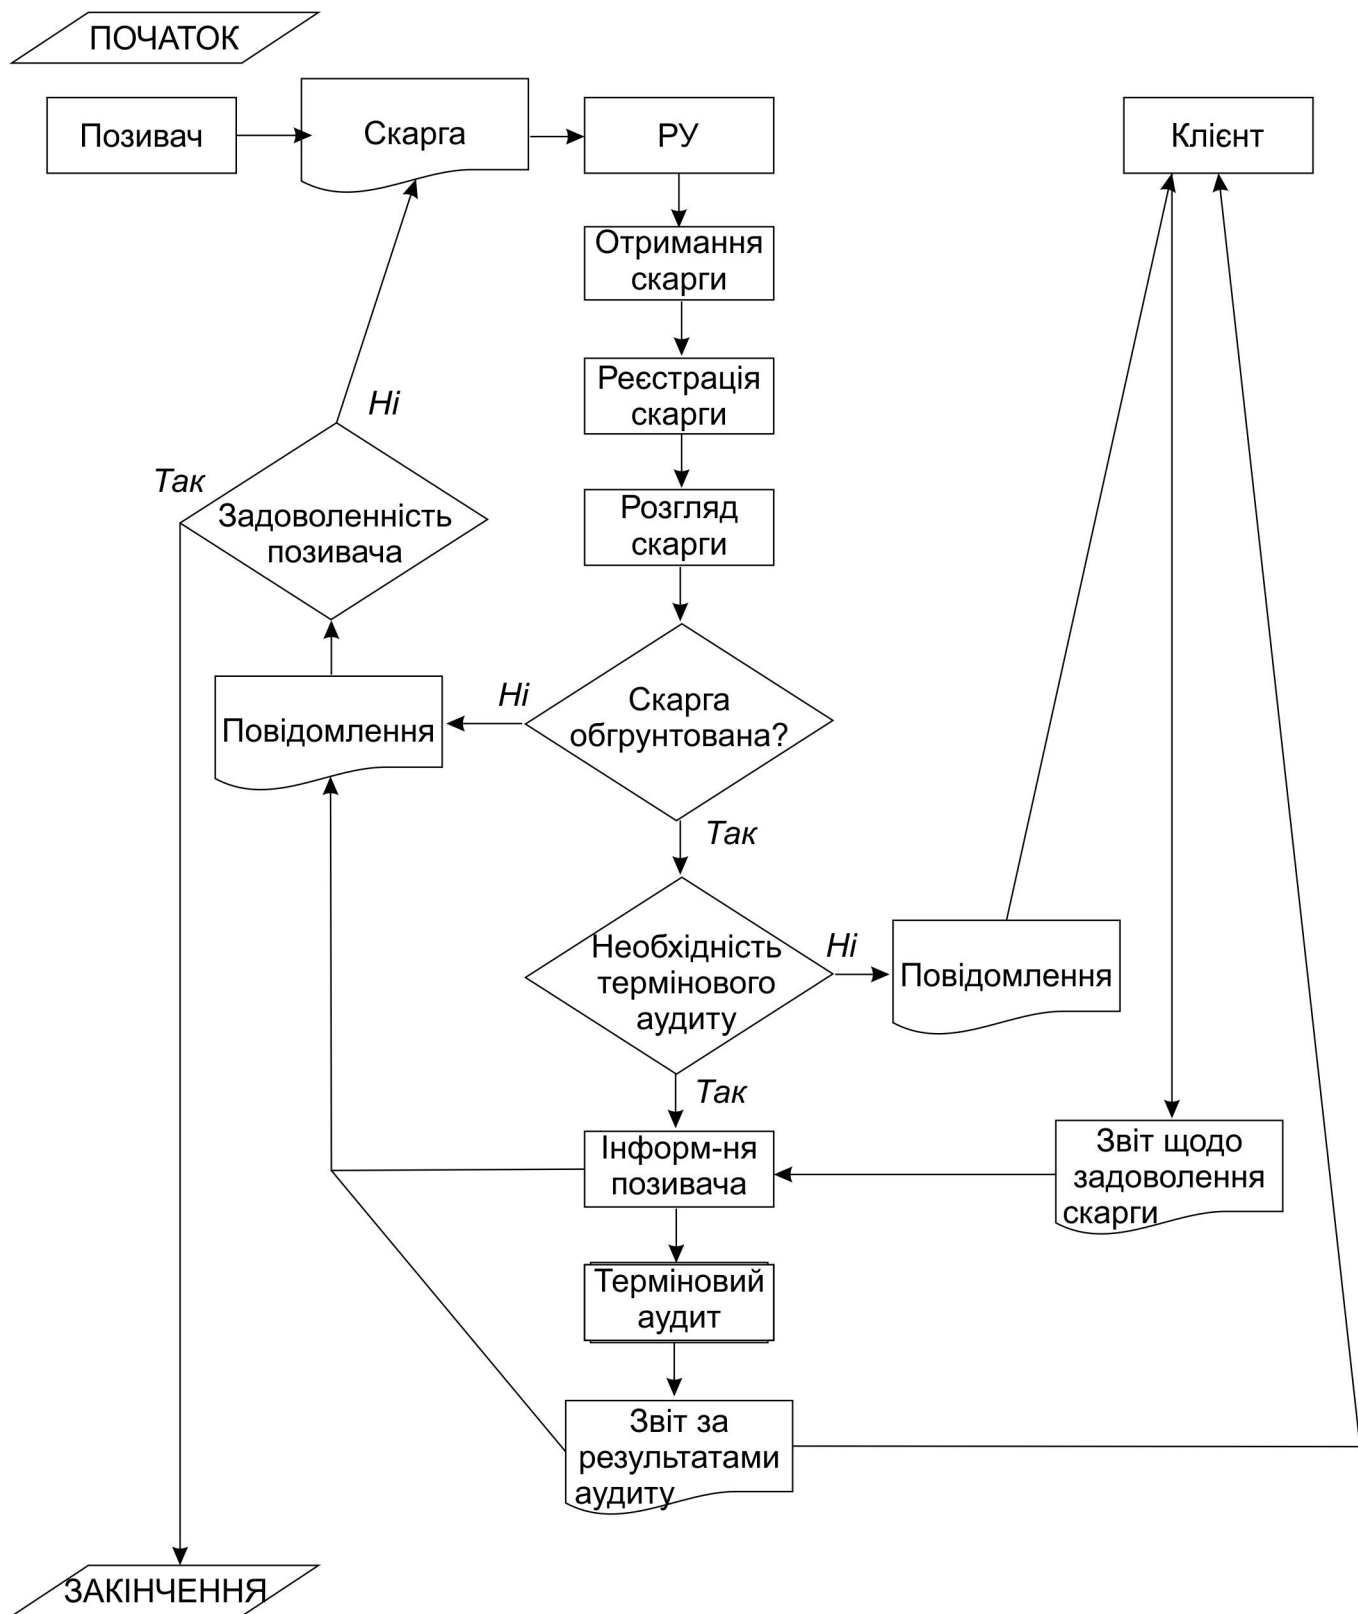 ПОЧАТОК
Позивач
Скарга
РУ
Клієнт
Отримання
скарги
Реєстрація
скарги
Ні
Так
Задоволенність
позивача
Розгляд
скарги
Ні
Повідомлення
Скарга
обгрунтована?
Так
Необхідність
термінового
аудиту
Ні
Повідомлення
Так
Інформ-ня
позивача
Звіт щодо
задоволення
скарги
Терміновий
аудит
Звіт за
результатами
аудиту
ЗАКІНЧЕННЯ